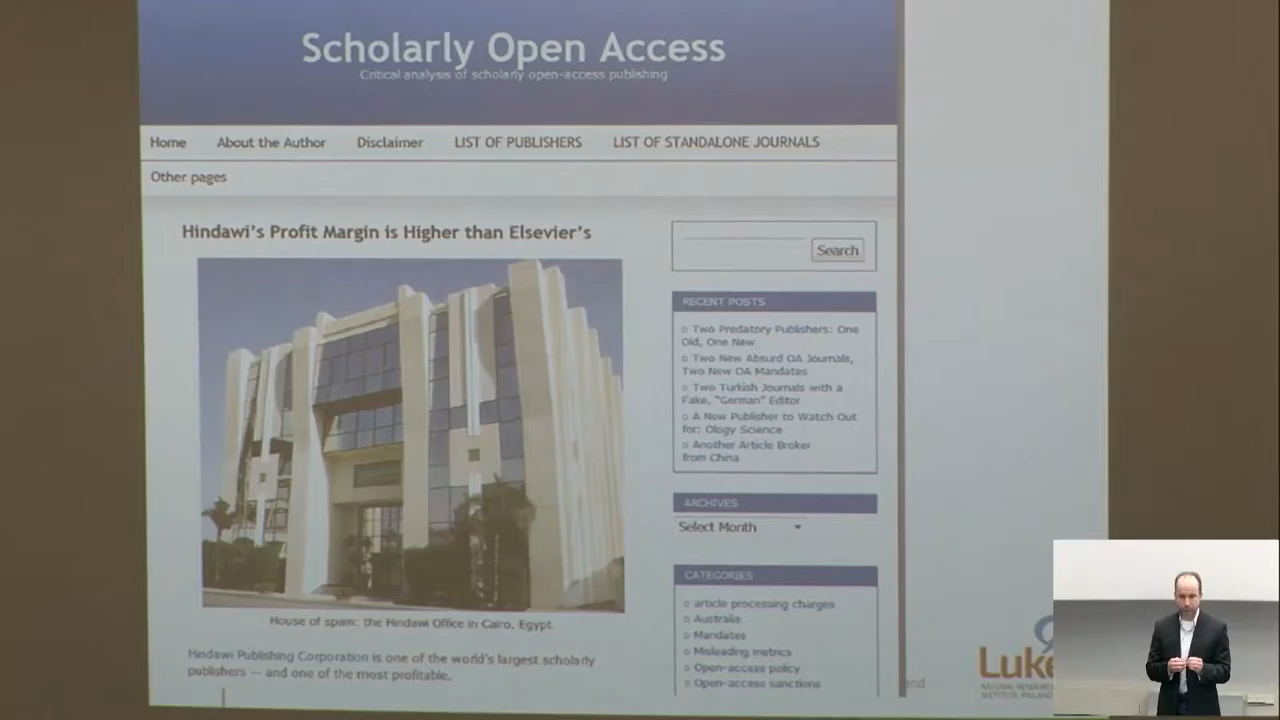 Scholarly Open Access
Critical analysis of scholarly open-access publishing
Home About the Author Disclaimer LIST OF PUBLISHERS LIST OF STANDALONE JOURNALS
Other pages
Hindawi's Profit Margin is Higher than Elsevier's
House of spam: the Hindawi Office in Cairo, Egypt.
Hindawi Publishing Corporation is one of the world's largest scholarly
publishers — and one of the most profitable.
Search
RECENT POSTS
Two Predatory Publishers: One
Old, One New
Two New Absurd OA Journals,
Two New OA Mandates
Two Turkish Journals with a
Fake, "German" Editor
A New Publisher to Watch Out
for: Ology Science
Another Article Broker
from China
ARCHIVES
Select Month
CATEGORIES
article processing charges
Australia
Mandates
Misleading metrics
Open-access policy
Open-access sanctions
Luke